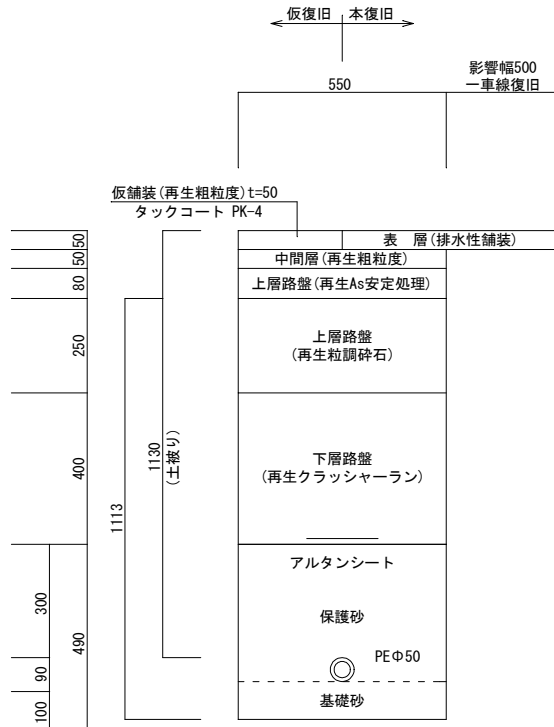 仮復旧 本復旧
影響幅500
一車線復旧
550
仮舗装(再生粗粒度)t=50
タックコート PK-4
50
表　層(排水性舗装)
50
中間層(再生粗粒度)
80
上層路盤(再生As安定処理)
250
上層路盤
(再生粒調砕石)
400
1130
(土被り)
1113
下層路盤
(再生クラッシャーラン)
アルタンシート
300
490
保護砂
90
PEΦ50
100
基礎砂